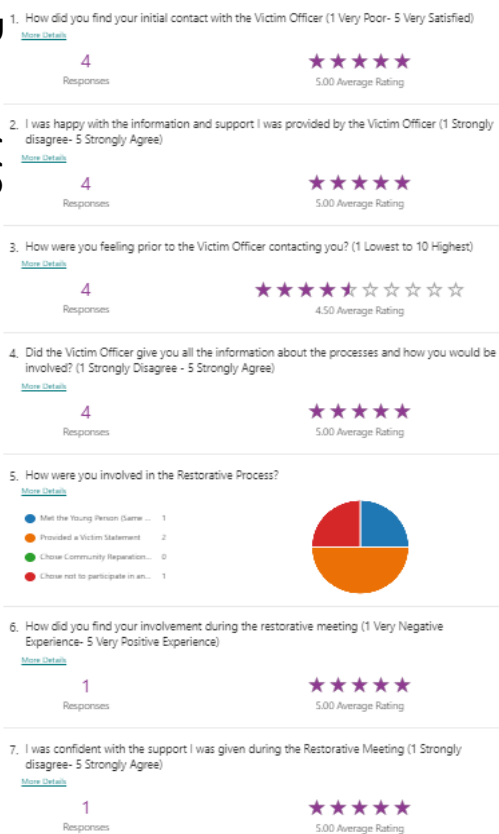 1. How did you find your initial contact with the Victim Officer (1 Very Poor- 5 Very Satisfied)
More Details
4
Responses
5.00 Average Rating
2. I was happy with the information and support I was provided by the Victim Officer (1 Strongly
disagree- 5 Strongly Agree)
More Details
4
Responses
5.00 Average Rating
3. How were you feeling prior to the Victim Officer contacting you? (1 Lowest to 10 Highest)
More Details
4
Responses
4.50 Average Rating
4. Did the Victim Officer give you all the information about the processes and how you would be
involved? (1 Strongly Disagree - 5 Strongly Agree)
More Details
4
Responses
5.00 Average Rating
5. How were you involved in the Restorative Process?
More Details
Met the Young Person (Same ... 1
Provided a Victim Statement 2
Chose Community Reparation... 0
Chose not to participate in an... 1
6. How did you find your involvement during the restorative meeting (1 Very Negative
Experience- 5 Very Positive Experience)
More Details
1
Responses
5.00 Average Rating
7. I was confident with the support I was given during the Restorative Meeting (1 Strongly
disagree- 5 Strongly Agree)
More Details
1
Responses
5.00 Average Rating